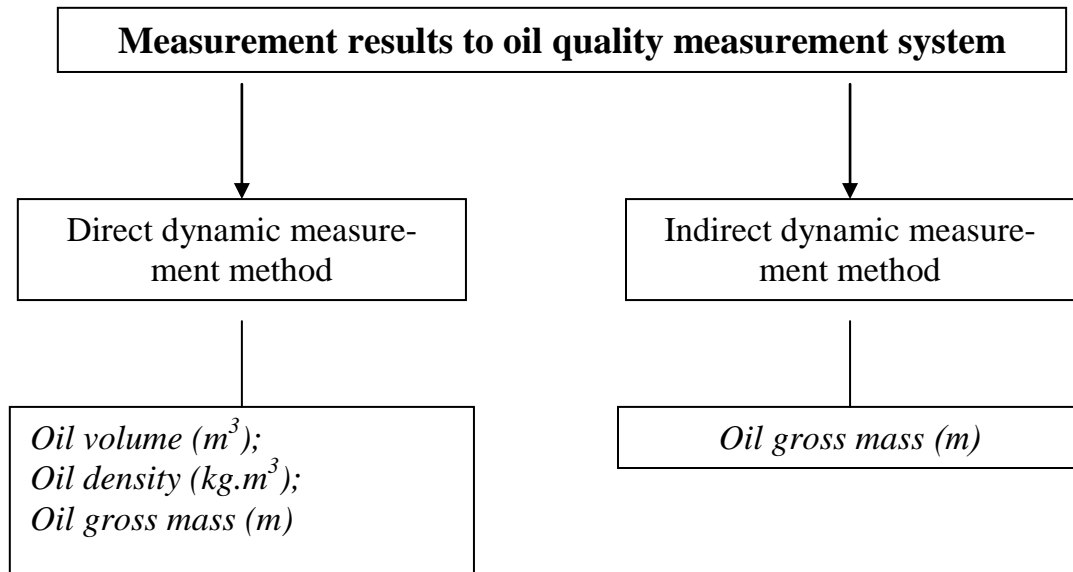 Measurement results to oil quality measurement system
Direct dynamic measure-
ment method
Indirect dynamic measure-
ment method
Oil volume (m³);
Oil density (kg.m³);
Oil gross mass (m)
Oil gross mass (m)